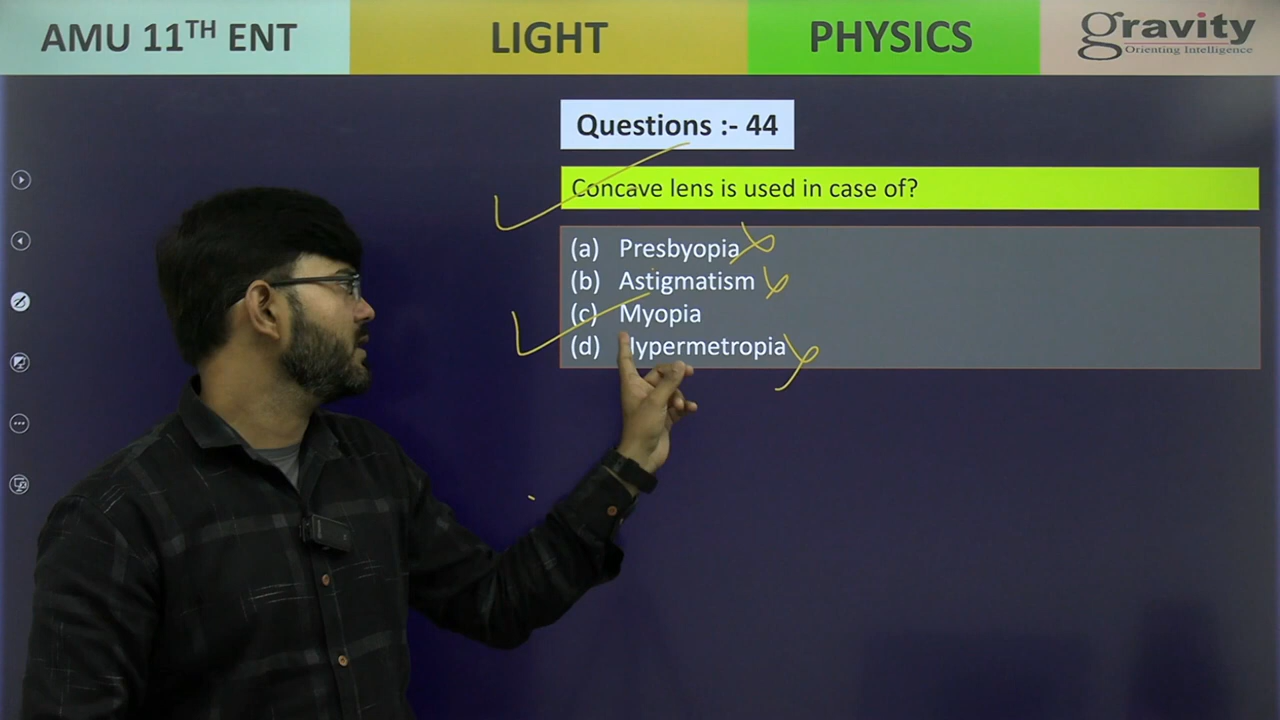 AMU 11TH ENT
LIGHT
PHYSICS
gravity
Orienting Intelligence
Questions :- 44
Concave lens is used in case of?
(a) Presbyopia
(b) Astigmatism
(c) Myopia
(d) Hypermetropia